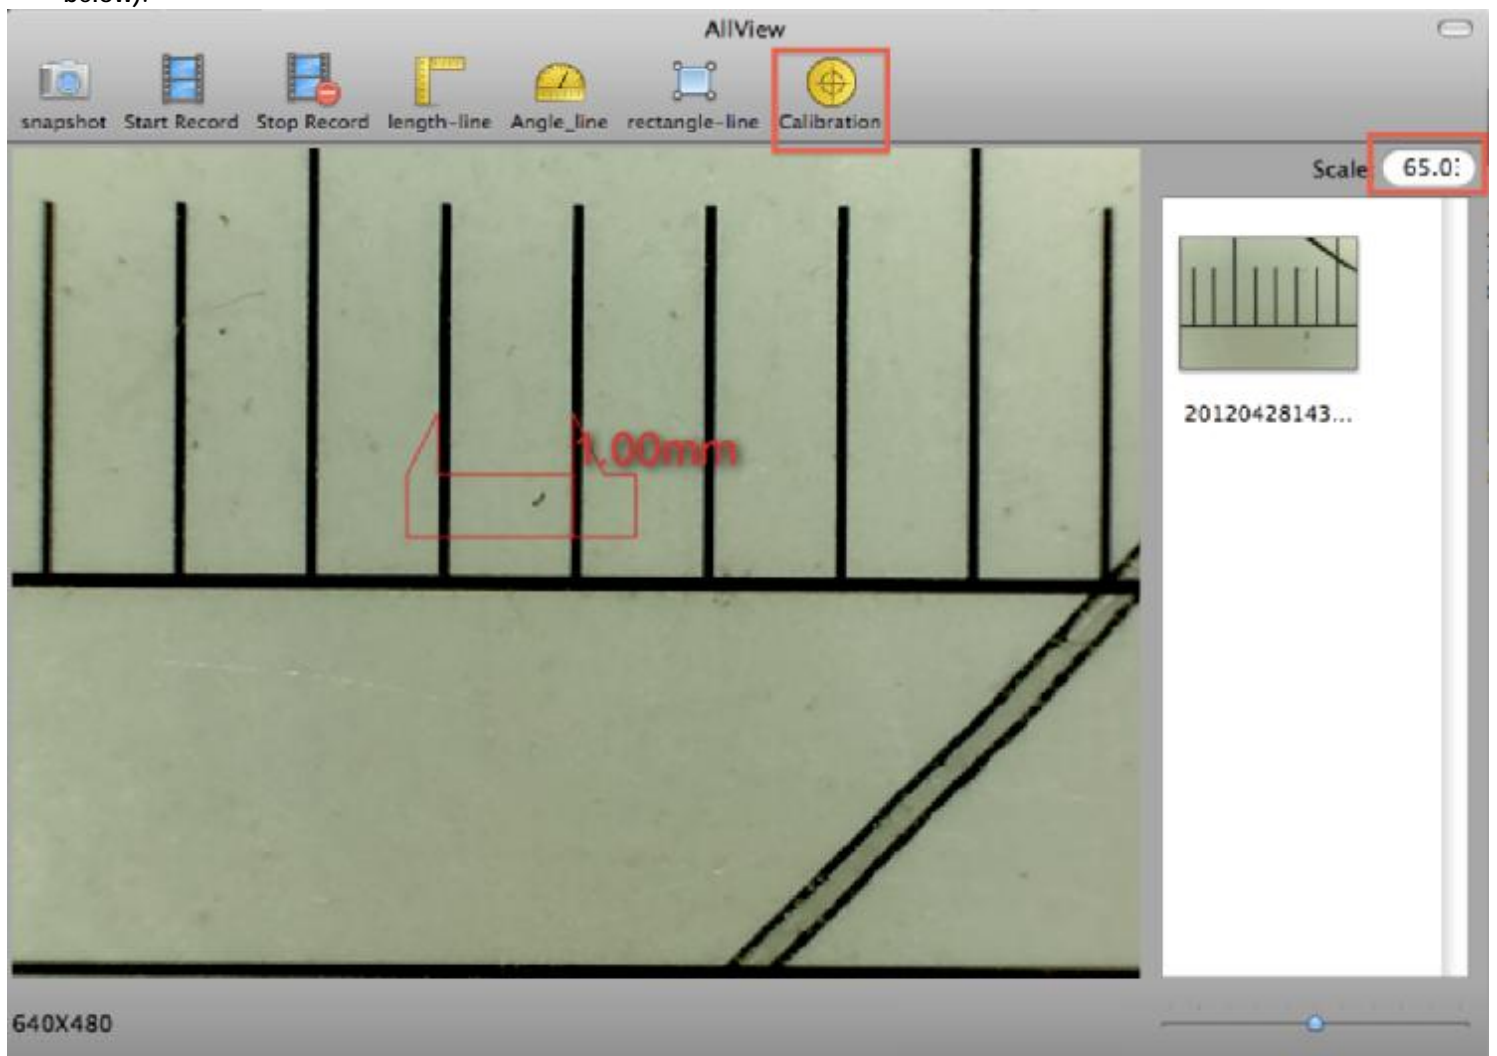 below).
AllView
snapshot Start Record Stop Record length-line Angle_line rectangle-line Calibration
Scale 65.0
1.00mm
20120428143...
640X480